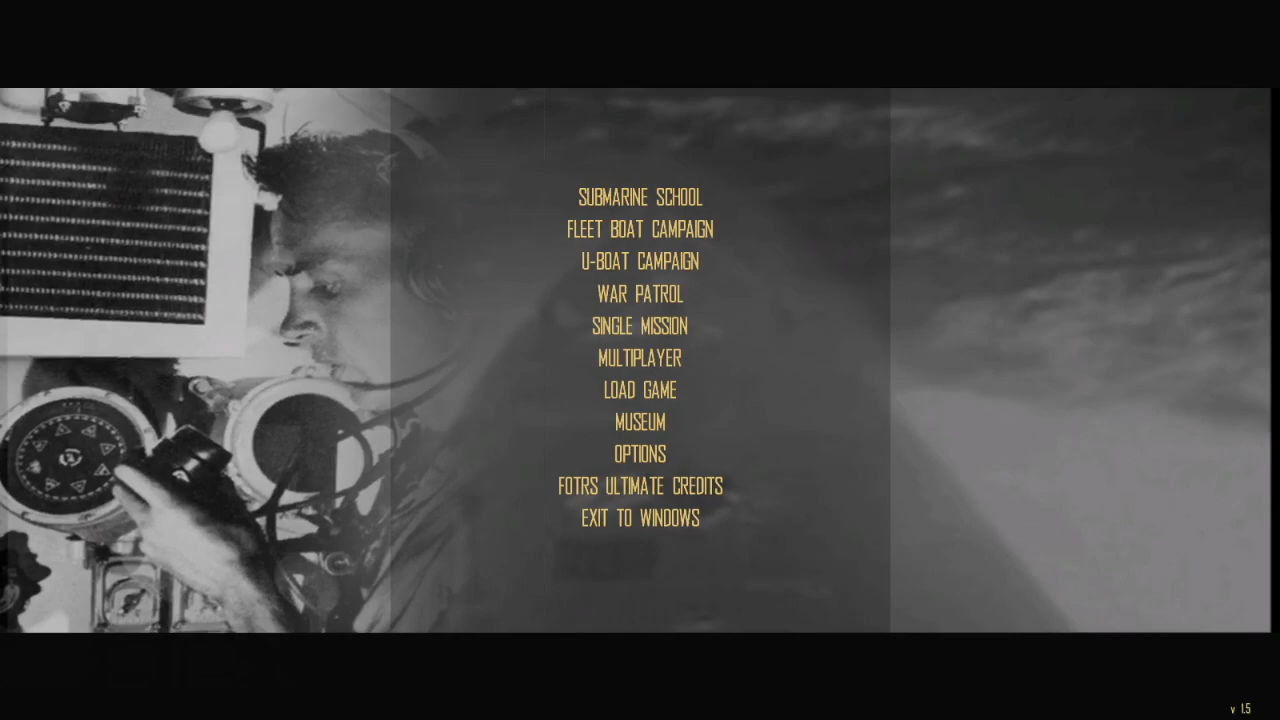 SUBMARINE SCHOOL
FLEET BOAT CAMPAIGN
U-BOAT CAMPAIGN
WAR PATROL
SINGLE MISSION
MULTIPLAYER
LOAD GAME
MUSEUM
OPTIONS
FOTRS ULTIMATE CREDITS
EXIT TO WINDOWS
v 1.5